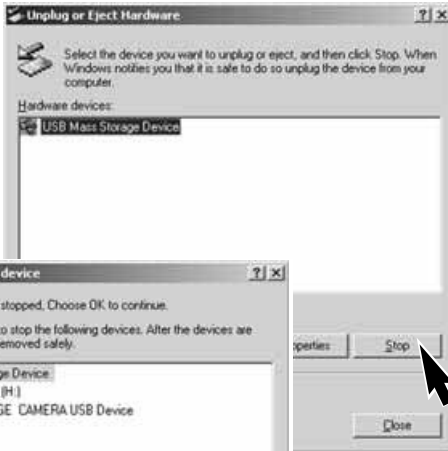 Unplug or Eject Hardware
Select the device you want to unplug or eject, and then click Stop. When
Windows notifies you that it is safe to do so unplug the device from your
computer.
Hardware devices:
USB Mass Storage Device
device
stopped, Choose OK to continue.
to stop the following devices. After the devices are
emoved safely.
ge Device
(H:)
GE CAMERA USB Device
operties
Stop
Close